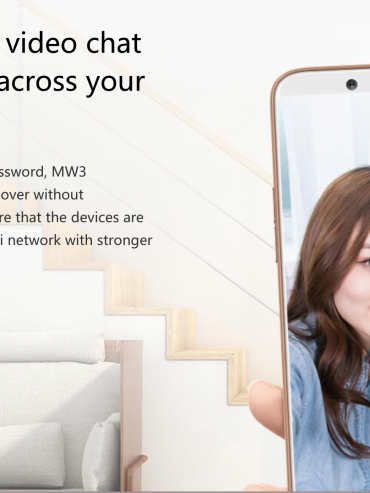 video chat
across your
ssword, MW3
over without
re that the devices are
i network with stronger